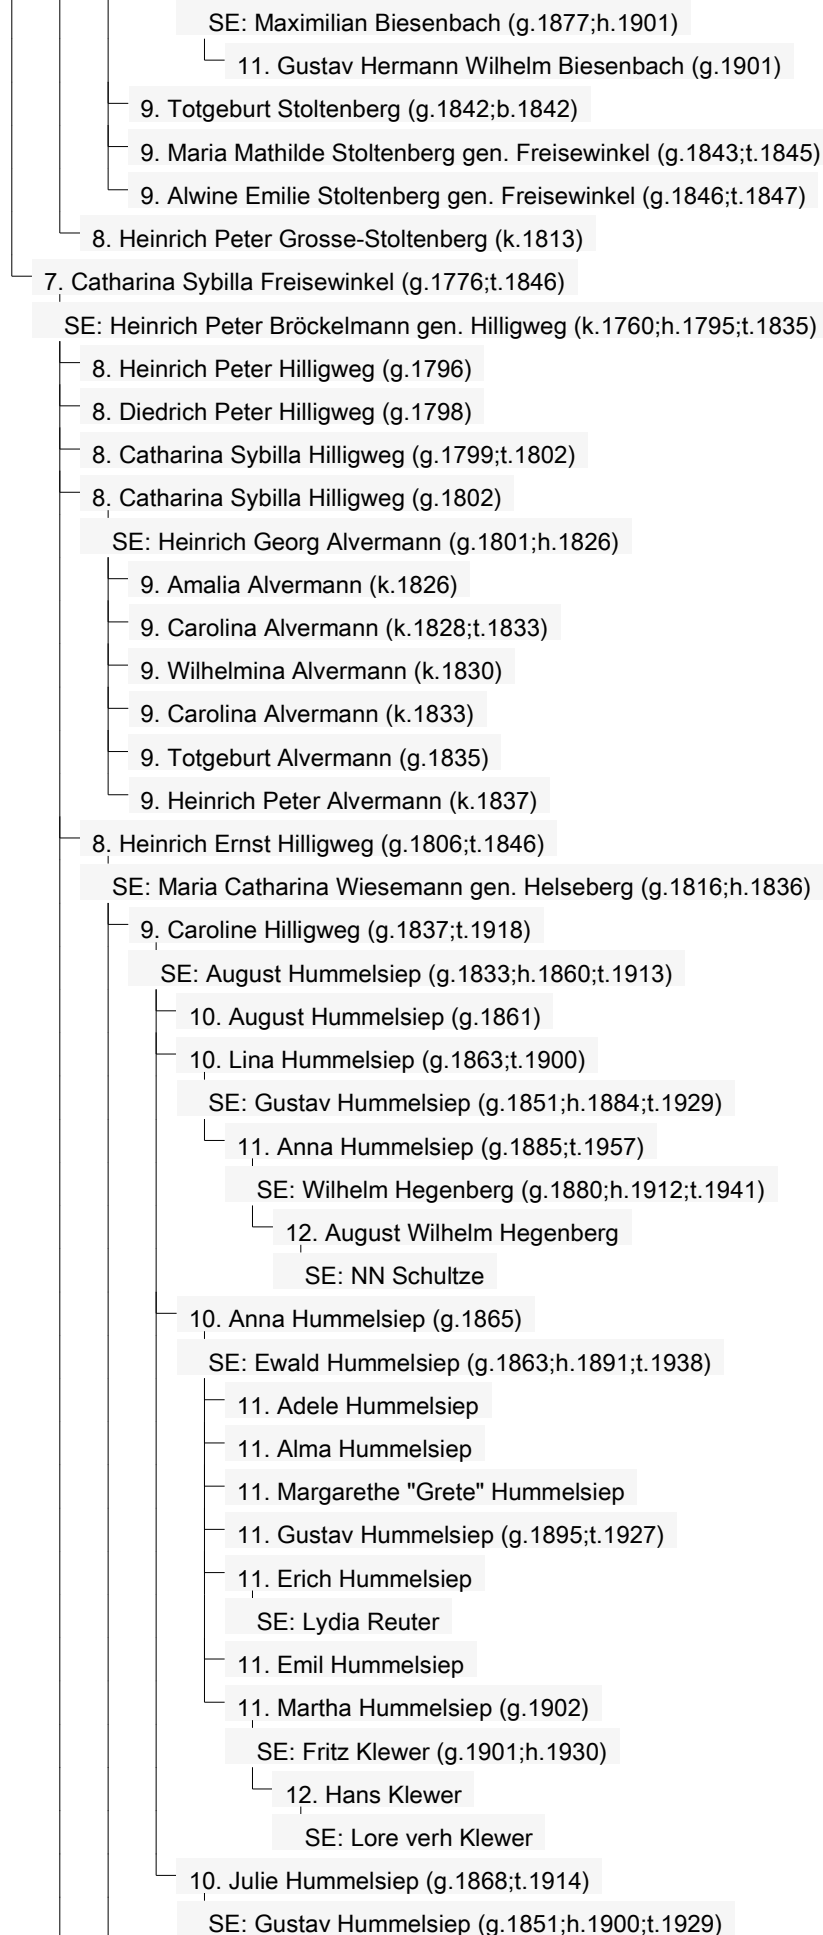 SE: Maximilian Biesenbach (g.1877;h.1901)
11. Gustav Hermann Wilhelm Biesenbach (g.1901)
9. Totgeburt Stoltenberg (g.1842;b.1842)
9. Maria Mathilde Stoltenberg gen. Freisewinkel (g.1843;t.1845)
9. Alwine Emilie Stoltenberg gen. Freisewinkel (g.1846;t.1847)
8. Heinrich Peter Grosse-Stoltenberg (k.1813)
7. Catharina Sybilla Freisewinkel (g.1776;t.1846)
SE: Heinrich Peter Bröckelmann gen. Hilligweg (k.1760;h.1795;t.1835)
8. Heinrich Peter Hilligweg (g.1796)
8. Diedrich Peter Hilligweg (g.1798)
8. Catharina Sybilla Hilligweg (g.1799;t.1802)
8. Catharina Sybilla Hilligweg (g.1802)
SE: Heinrich Georg Alvermann (g.1801;h.1826)
9. Amalia Alvermann (k.1826)
9. Carolina Alvermann (k.1828;t.1833)
9. Wilhelmina Alvermann (k.1830)
9. Carolina Alvermann (k.1833)
9. Totgeburt Alvermann (g.1835)
9. Heinrich Peter Alvermann (k.1837)
8. Heinrich Ernst Hilligweg (g.1806;t.1846)
SE: Maria Catharina Wiesemann gen. Helseberg (g.1816;h.1836)
9. Caroline Hilligweg (g.1837;t.1918)
SE: August Hummelsiep (g.1833;h.1860;t.1913)
10. August Hummelsiep (g.1861)
10. Lina Hummelsiep (g.1863;t.1900)
SE: Gustav Hummelsiep (g.1851;h.1884;t.1929)
11. Anna Hummelsiep (g.1885;t.1957)
SE: Wilhelm Hegenberg (g.1880;h.1912;t.1941)
12. August Wilhelm Hegenberg
SE: NN Schultze
10. Anna Hummelsiep (g.1865)
SE: Ewald Hummelsiep (g.1863;h.1891;t.1938)
11. Adele Hummelsiep
11. Alma Hummelsiep
11. Margarethe "Grete" Hummelsiep
11. Gustav Hummelsiep (g.1895;t.1927)
11. Erich Hummelsiep
SE: Lydia Reuter
11. Emil Hummelsiep
11. Martha Hummelsiep (g.1902)
SE: Fritz Klewer (g.1901;h.1930)
12. Hans Klewer
SE: Lore verh Klewer
10. Julie Hummelsiep (g.1868;t.1914)
SE: Gustav Hummelsiep (g.1851;h.1900;t.1929)